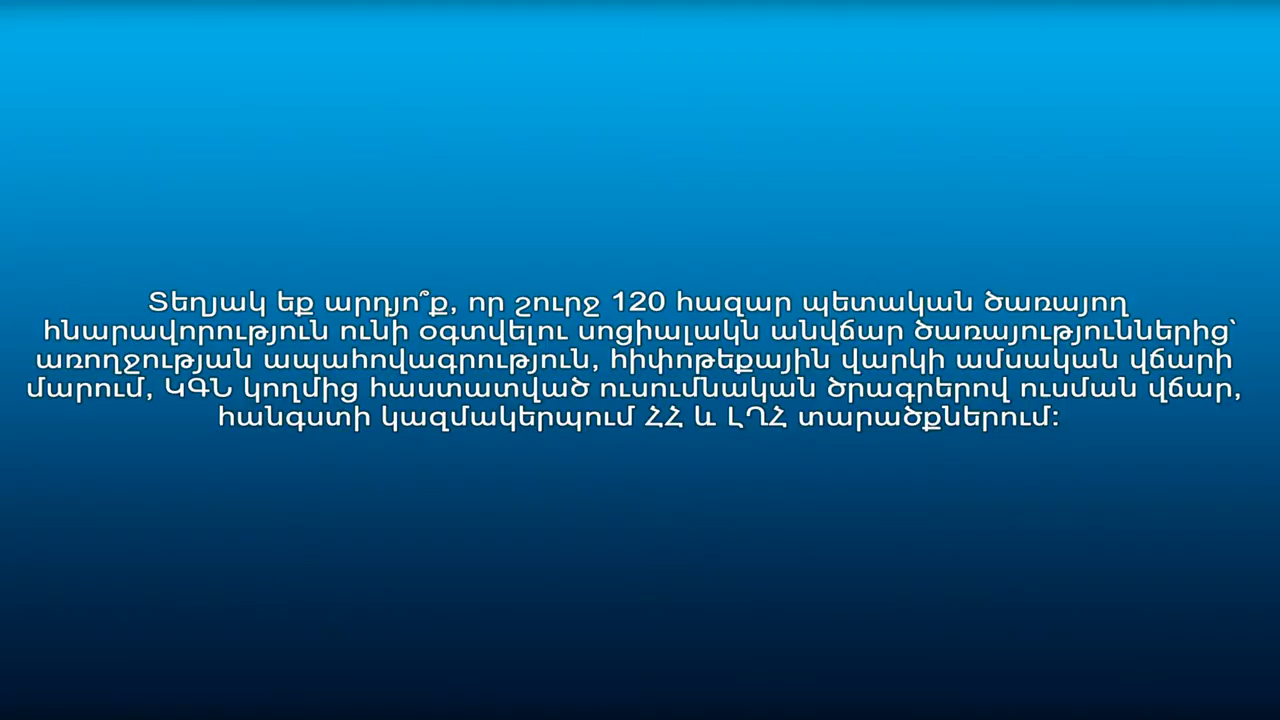 Տեղյակ եք արդյո՞ք, որ շուրջ 120 հազար պետական ծառայող
հնարավորություն ունի օգտվելու սոցիալակն անվճար ծառայություններից՝
առողջության ապահովագրություն, հիփոթեքային վարկի ամսական վճարի
մարում, ԿԳՆ կողմից հաստատված ուսումնական ծրագրերով ուսման վճար,
հանգստի կազմակերպում ՀՀ և ԼՂՀ տարածքներում: